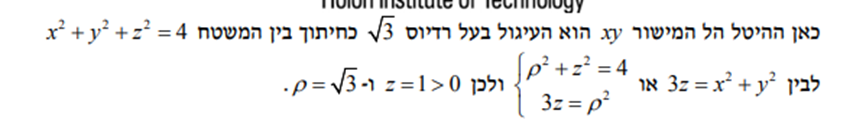 Holon Institute of Technology
כאן ההיטל הל המישור xy הוא העיגול בעל רדיוס √3 כחיתוך בין המשטח x² + y² + z² = 4
לבין 3z = x² + y² או { ρ² + z² = 4 , 3z = ρ² ולכן z = 1 > 0 ו- ρ = √3 .